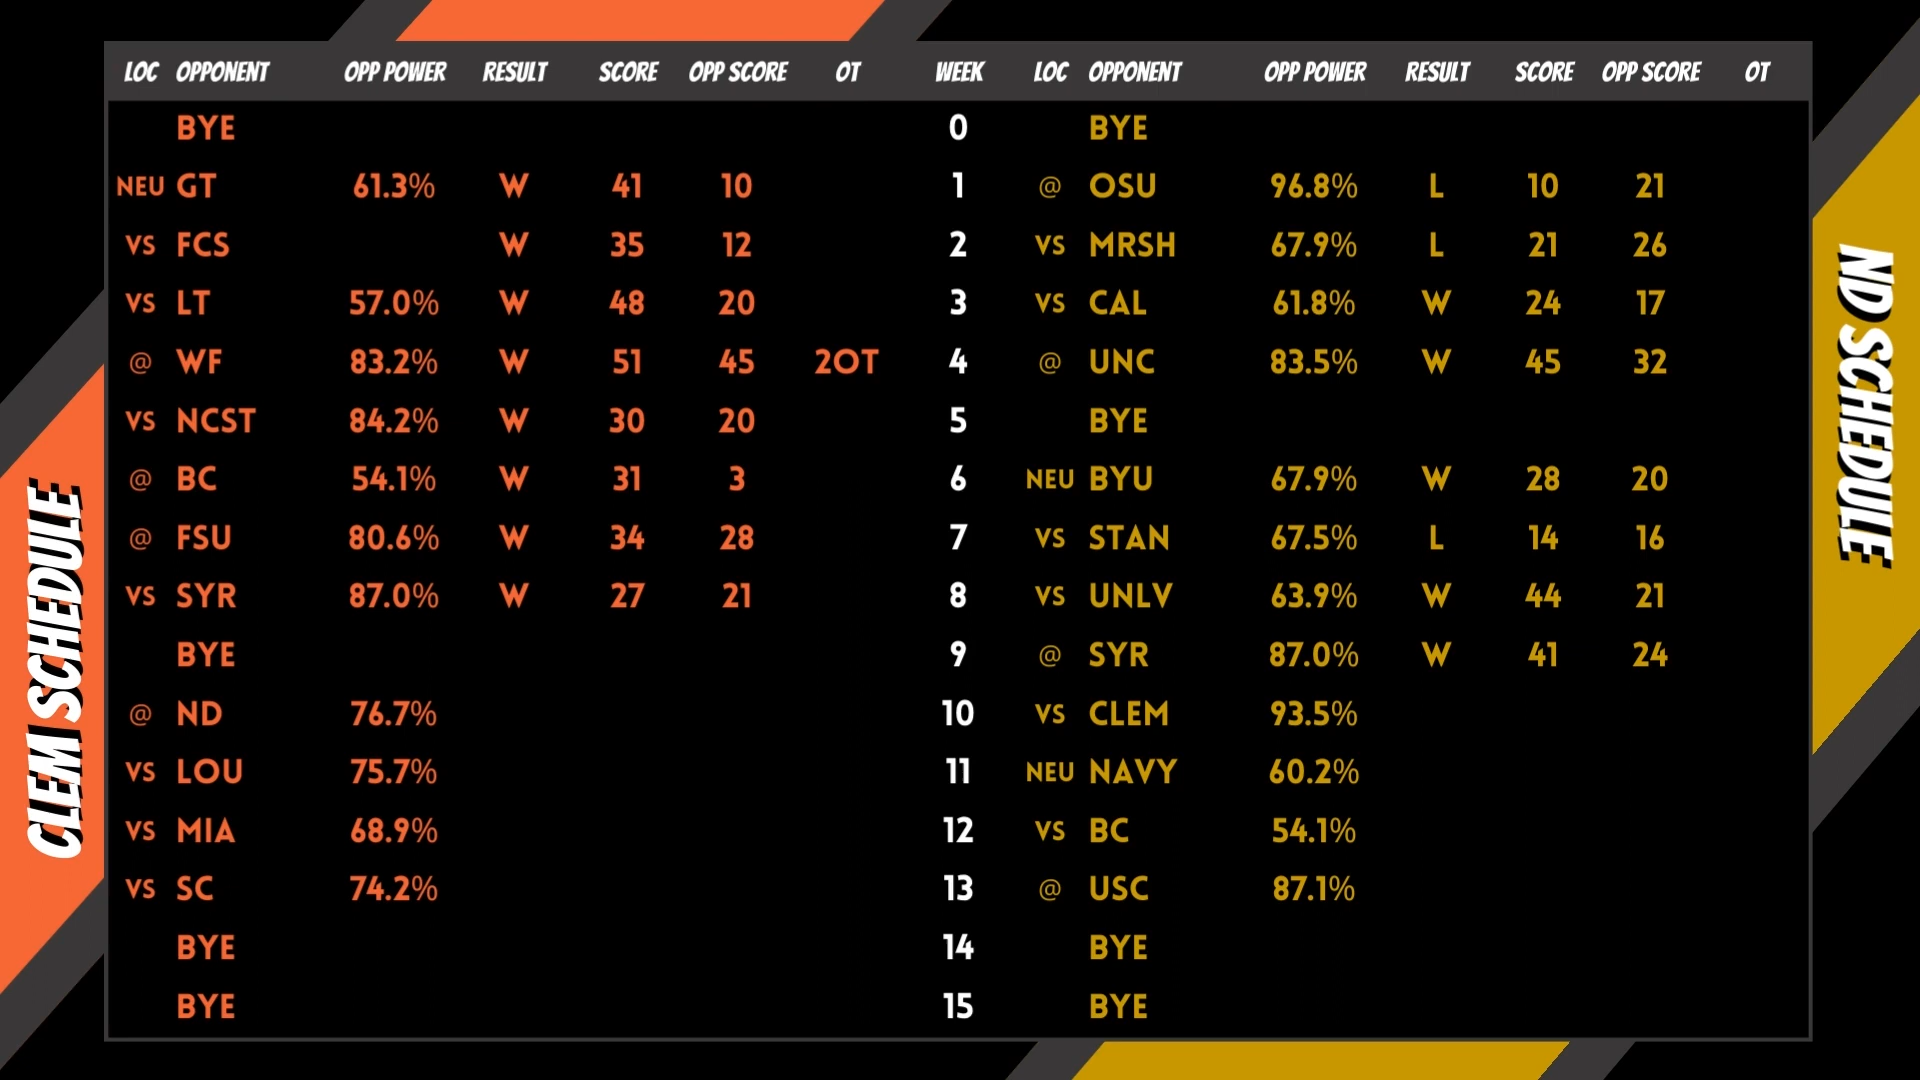 LOC OPPONENT OPP POWER RESULT SCORE OPP SCORE OT WEEK LOC OPPONENT OPP POWER RESULT SCORE OPP SCORE OT
BYE 0 BYE
NEU GT 61.3% W 41 10 1 @ OSU 96.8% L 10 21
VS FCS W 35 12 2 VS MRSH 67.9% L 21 26
VS LT 57.0% W 48 20 3 VS CAL 61.8% W 24 17
@ WF 83.2% W 51 45 2OT 4 @ UNC 83.5% W 45 32
VS NCST 84.2% W 30 20 5 BYE
@ BC 54.1% W 31 3 6 NEU BYU 67.9% W 28 20
@ FSU 80.6% W 34 28 7 VS STAN 67.5% L 14 16
VS SYR 87.0% W 27 21 8 VS UNLV 63.9% W 44 21
BYE 9 @ SYR 87.0% W 41 24
@ ND 76.7% 10 VS CLEM 93.5%
VS LOU 75.7% 11 NEU NAVY 60.2%
VS MIA 68.9% 12 VS BC 54.1%
VS SC 74.2% 13 @ USC 87.1%
BYE 14 BYE
BYE 15 BYE
CLEM SCHEDULE
ND SCHEDULE